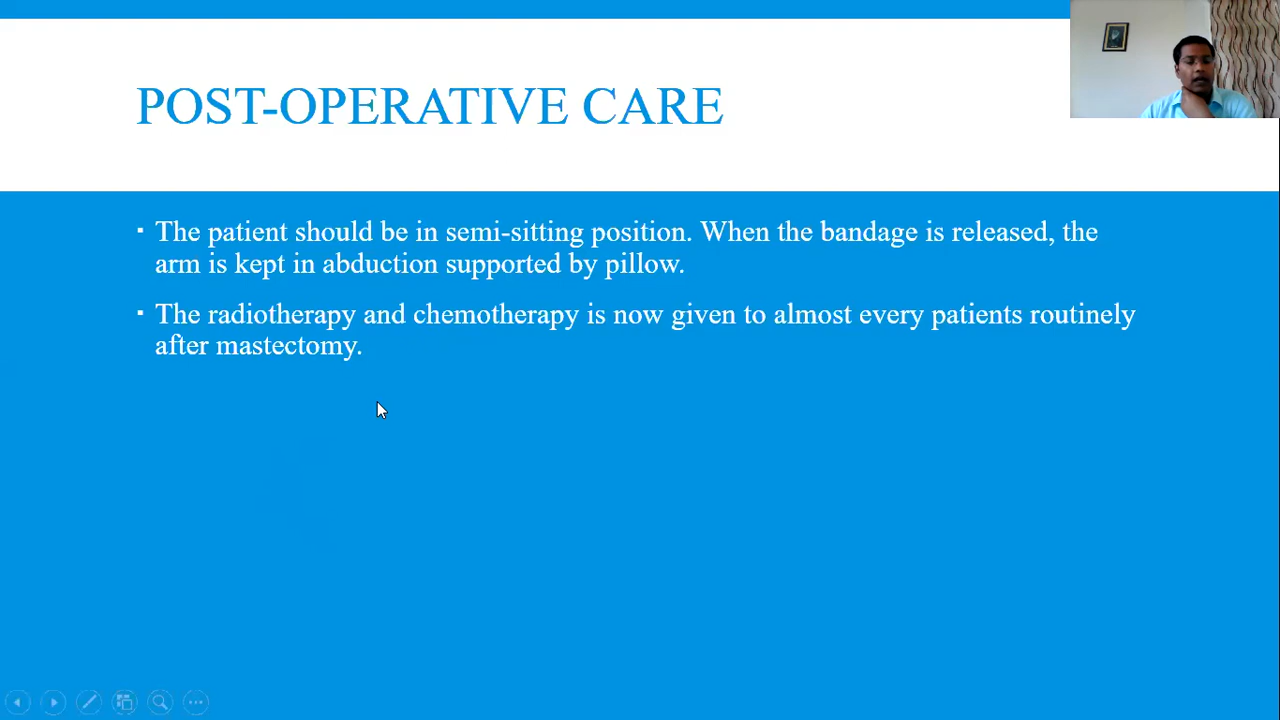 POST-OPERATIVE CARE
▪ The patient should be in semi-sitting position. When the bandage is released, the
arm is kept in abduction supported by pillow.
▪ The radiotherapy and chemotherapy is now given to almost every patients routinely
after mastectomy.